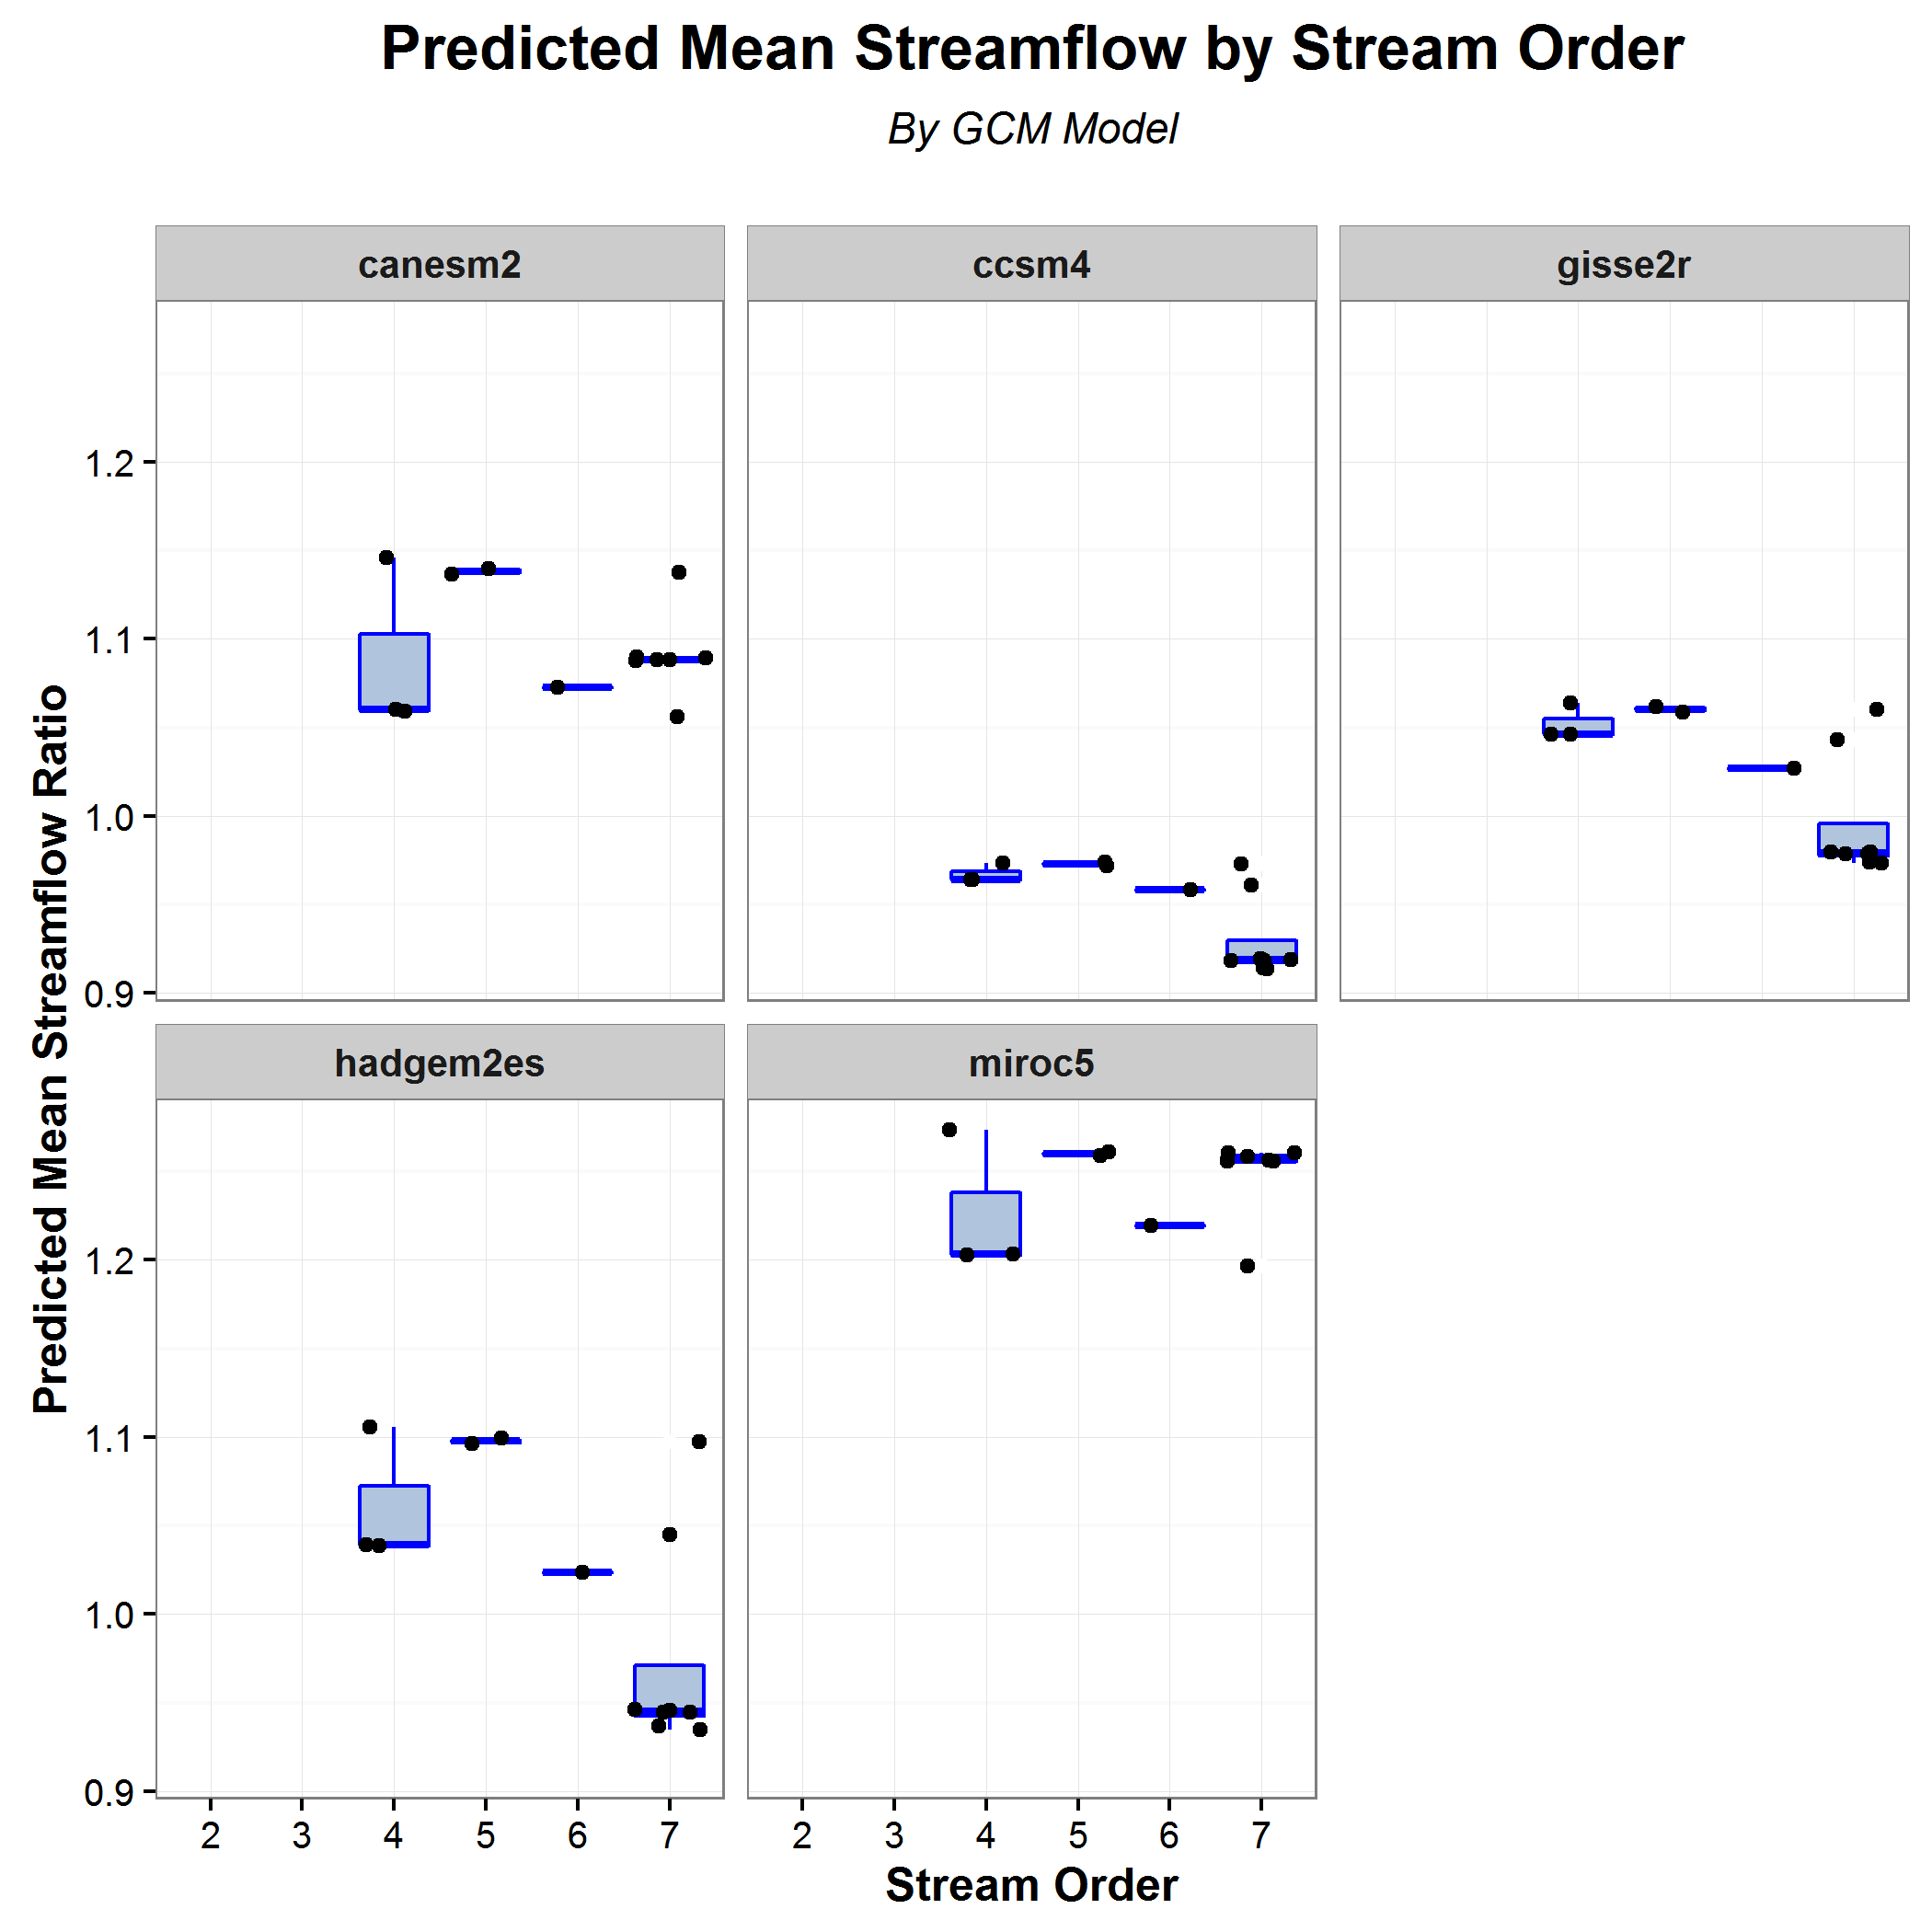 Predicted Mean Streamflow by Stream Order
By GCM Model
canesm2
ccsm4
gisse2r
1.2
1.1
1.0
0.9
Predicted Mean Streamflow Ratio
hadgem2es
miroc5
1.2
1.1
1.0
0.9
2 3 4 5 6 7
2 3 4 5 6 7
Stream Order